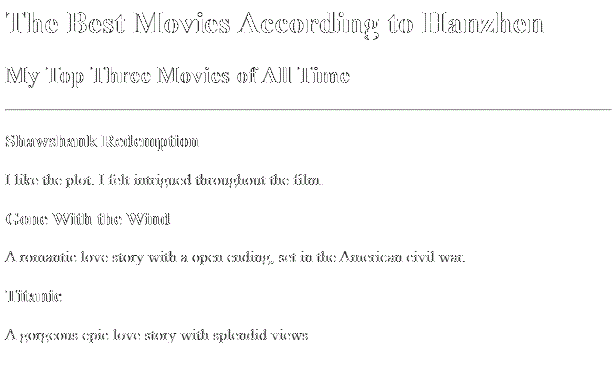 The Best Movies According to Hanzhen
My Top Three Movies of All Time
Shawshank Redemption
I like the plot. I felt intrigued throughout the film.
Gone With the Wind
A romantic love story with a open ending, set in the American civil war.
Titanic
A gorgeous epic love story with splendid views